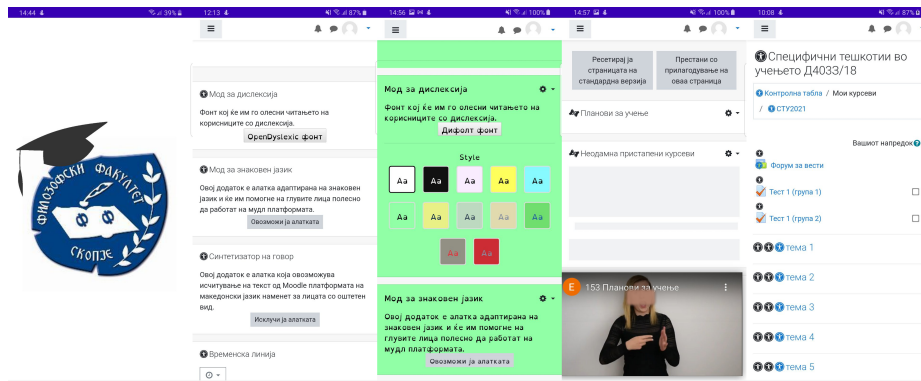 14:44
39%
ФИЛОЗОФСКИ ФАКУЛТЕТ
ФФ
СКОПЈЕ
12:13
87%
Мод за дислексија
Фонт кој ќе им го олесни читањето на
корисниците со дислексија.
OpenDyslexic фонт
Мод за знаковен јазик
Овој додаток е алатка адаптирана на знаковен
јазик и ќе им помогне на глувите лица полесно
да работат на мудл платформата.
Овозможи ја алатката
Синтетизатор на говор
Овој додаток е алатка која овозможува
исчитување на текст од Moodle платформата на
македонски јазик наменет за лицата со оштетен
вид.
Исклучи ја алатката
Временска линија
14:56
100%
Мод за дислексија
Фонт кој ќе им го олесни читањето на
корисниците со дислексија.
Дифолт фонт
Style
Aa Aa Aa Aa Aa
Aa Aa Aa Aa Aa
Aa Aa
Мод за знаковен јазик
Овој додаток е алатка адаптирана на
знаковен јазик и ќе им помогне на
глувите лица полесно да работат на
мудл платформата.
Овозможи ја алатката
14:57
100%
Ресетирај ја
страницата на
стандардна верзија
Престани со
прилагодување на
оваа страница
Планови за учење
Неодамна пристапени курсеви
E 153 Планови за учење
10:08
87%
Специфични тешкотии во
учењето Д4033/18
Контролна табла / Мои курсеви
/ СТУ2021
Вашиот напредок
Форум за вести
Тест 1 (група 1)
Тест 1 (група 2)
тема 1
тема 2
тема 3
тема 4
тема 5